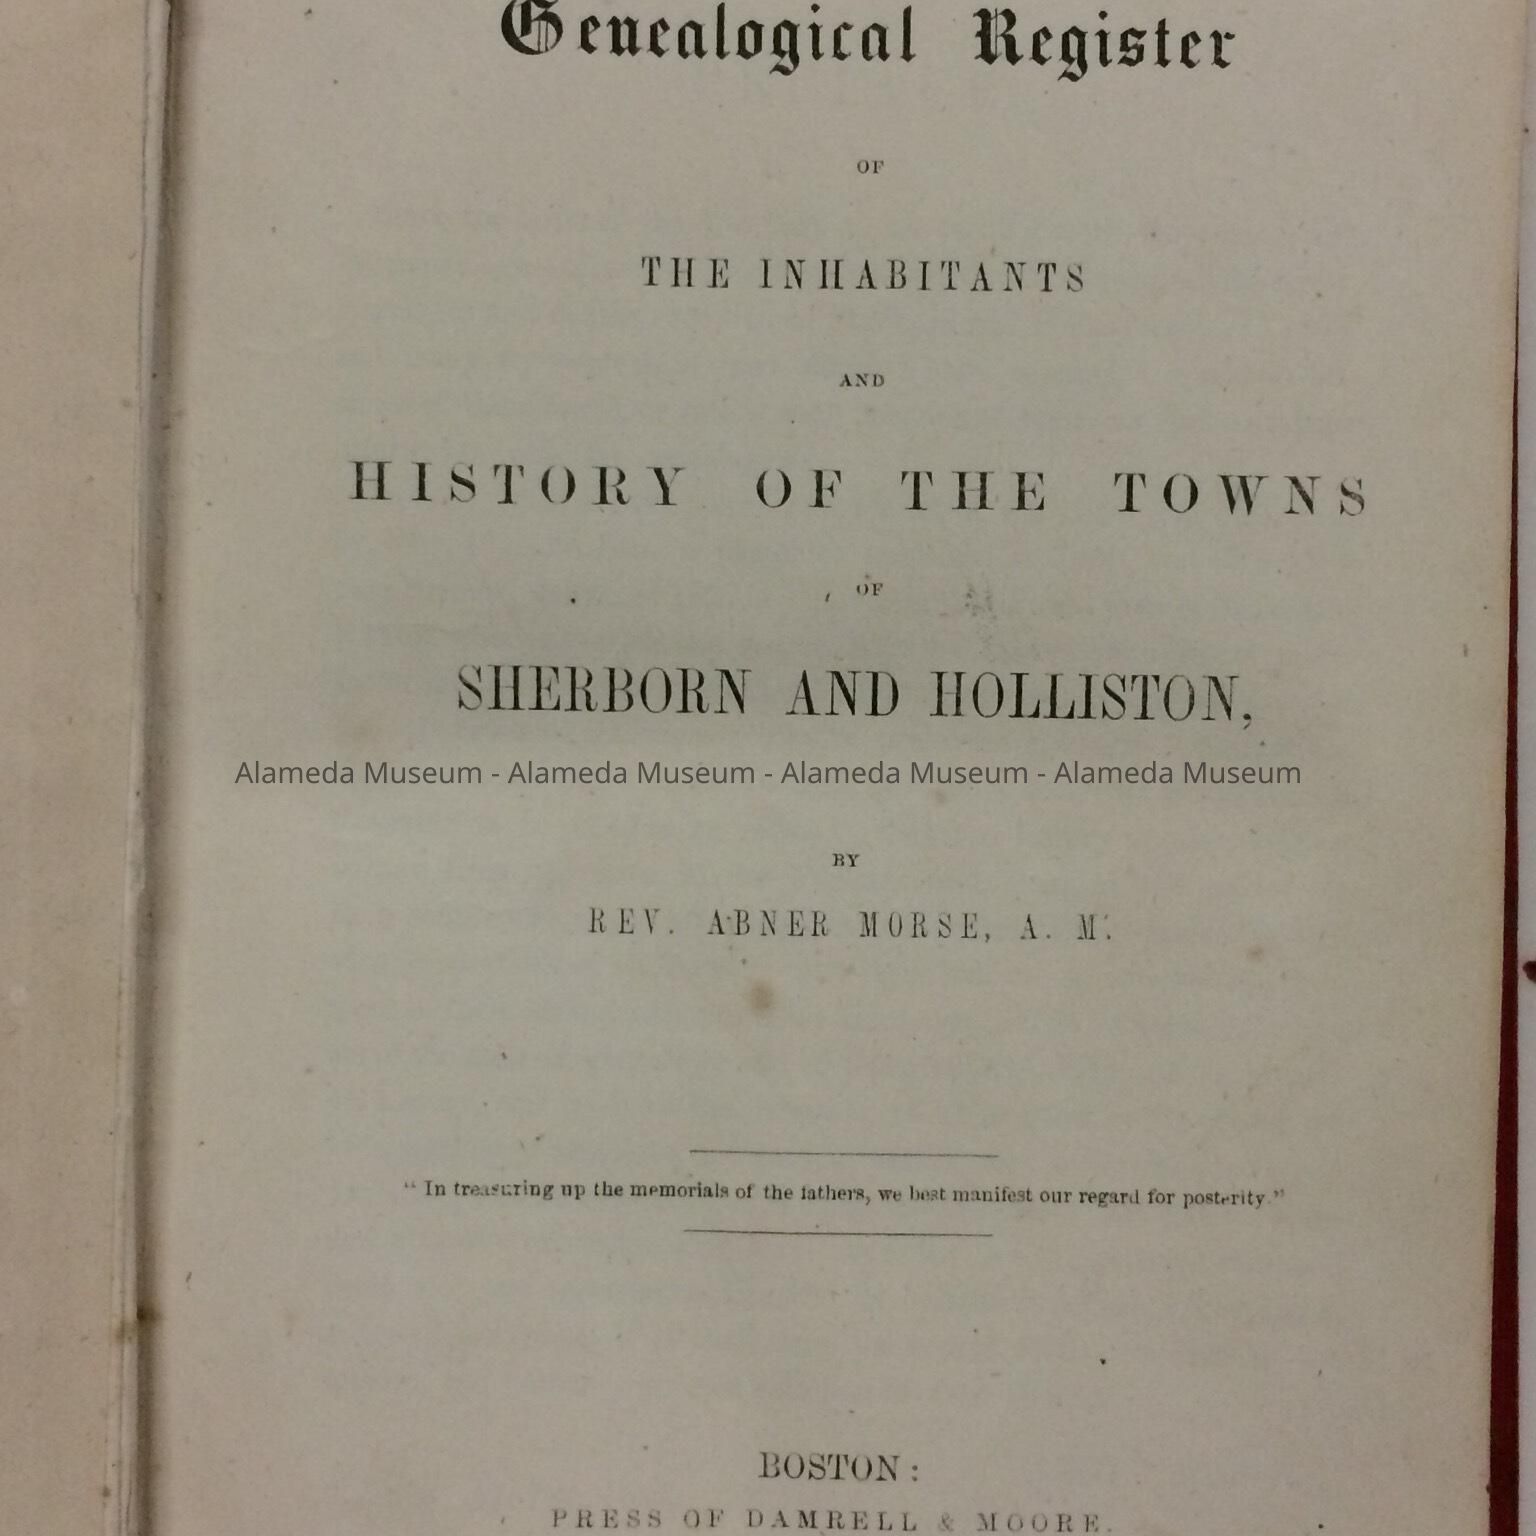 Genealogical Register
OF
THE INHABITANTS
AND
HISTORY OF THE TOWNS
OF
SHERBORN AND HOLLISTON,
Alameda Museum - Alameda Museum - Alameda Museum - Alameda Museum
BY
REV. ABNER MORSE, A. M.
“ In treasuring up the memorials of the fathers, we best manifest our regard for posterity.”
BOSTON:
PRESS OF DAMRELL & MOORE.